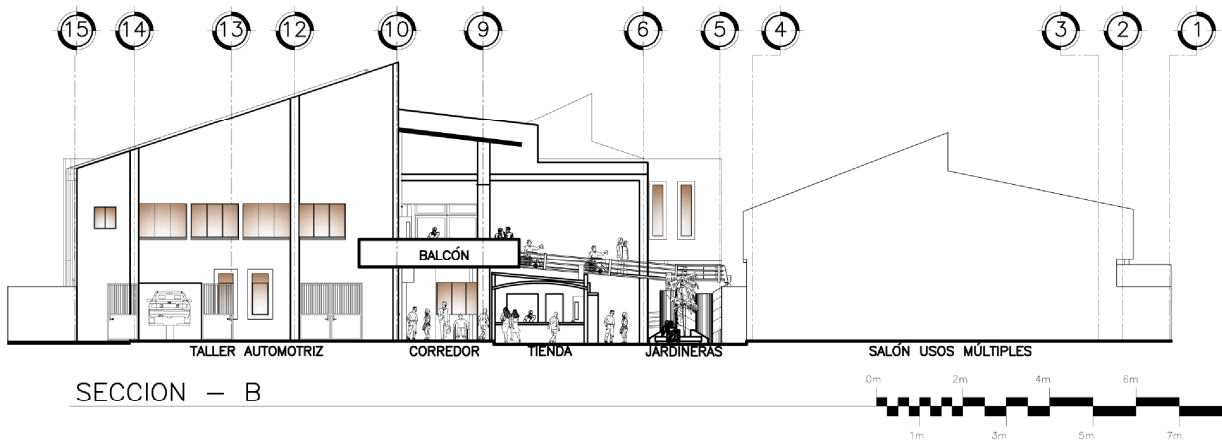 15 14 13 12 10 9 6 5 4 3 2 1
BALCÓN
TALLER AUTOMOTRIZ CORREDOR TIENDA JARDINERAS SALÓN USOS MÚLTIPLES
SECCION - B
0m 2m 4m 6m
1m 3m 5m 7m